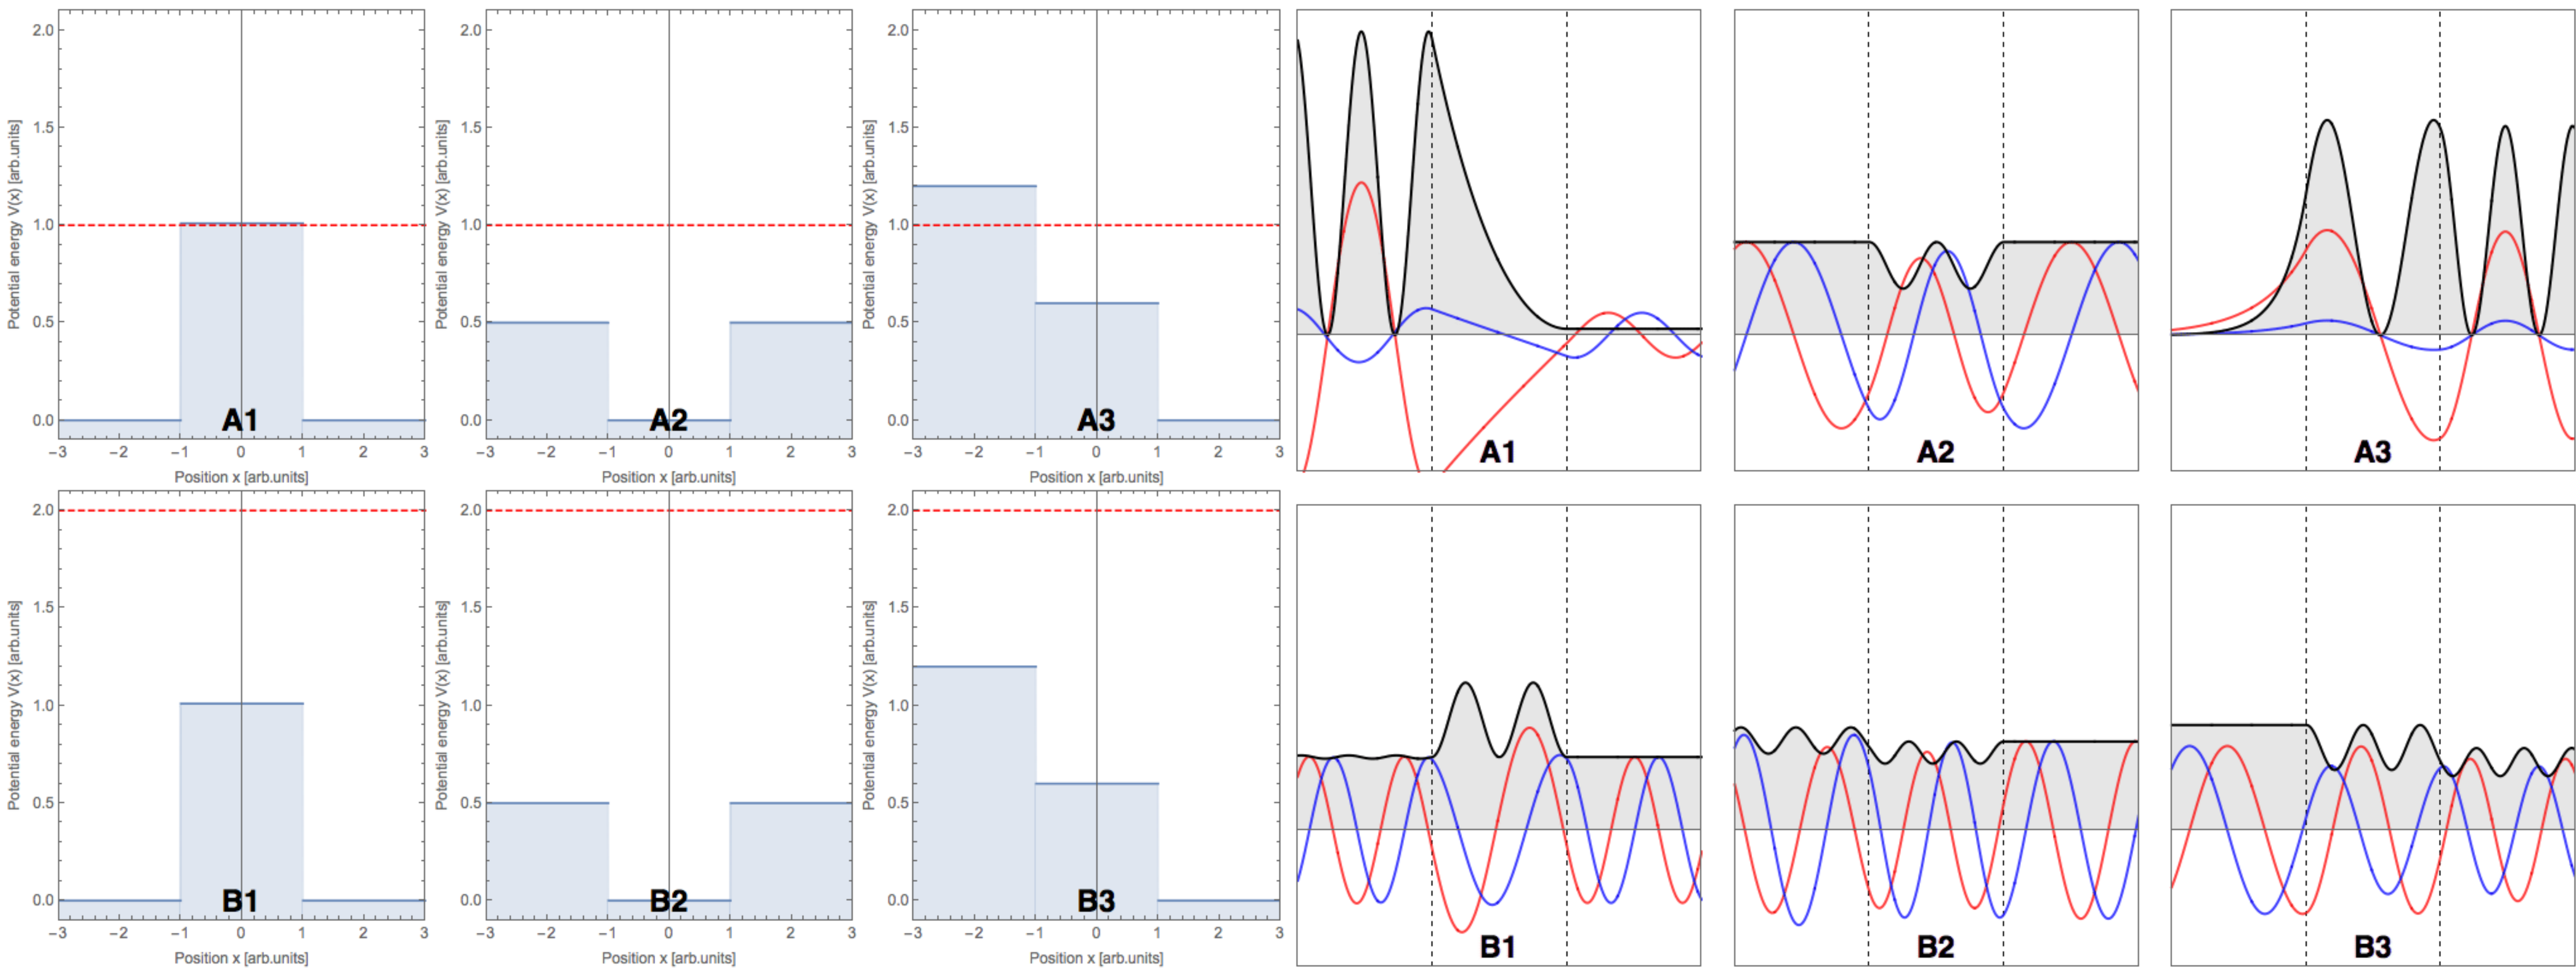 Potential energy V(x) [arb.units]
2.0
1.5
1.0
0.5
0.0
A1
−3 −2 −1 0 1 2 3
Position x [arb.units]
Potential energy V(x) [arb.units]
2.0
1.5
1.0
0.5
0.0
A2
−3 −2 −1 0 1 2 3
Position x [arb.units]
Potential energy V(x) [arb.units]
2.0
1.5
1.0
0.5
0.0
A3
−3 −2 −1 0 1 2 3
Position x [arb.units]
A1
A2
A3
Potential energy V(x) [arb.units]
2.0
1.5
1.0
0.5
0.0
B1
−3 −2 −1 0 1 2 3
Position x [arb.units]
Potential energy V(x) [arb.units]
2.0
1.5
1.0
0.5
0.0
B2
−3 −2 −1 0 1 2 3
Position x [arb.units]
Potential energy V(x) [arb.units]
2.0
1.5
1.0
0.5
0.0
B3
−3 −2 −1 0 1 2 3
Position x [arb.units]
B1
B2
B3